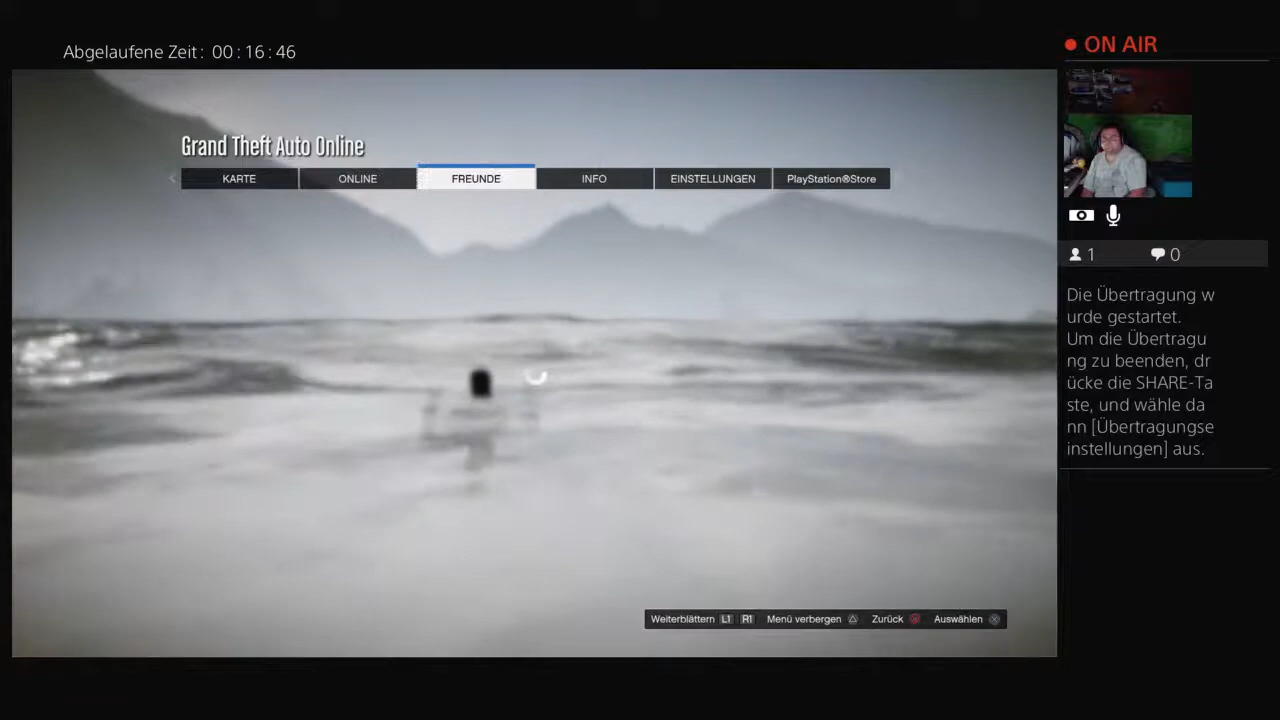 Abgelaufene Zeit: 00:16:46
ON AIR
Grand Theft Auto Online
KARTE
ONLINE
FREUNDE
INFO
EINSTELLUNGEN
PlayStation®Store
1
0
Die Übertragung w
urde gestartet.
Um die Übertragu
ng zu beenden, dr
ücke die SHARE-Ta
ste, und wähle da
nn [Übertragungse
instellungen] aus.
Weiterblättern L1 R1 Menü verbergen Zurück Auswählen